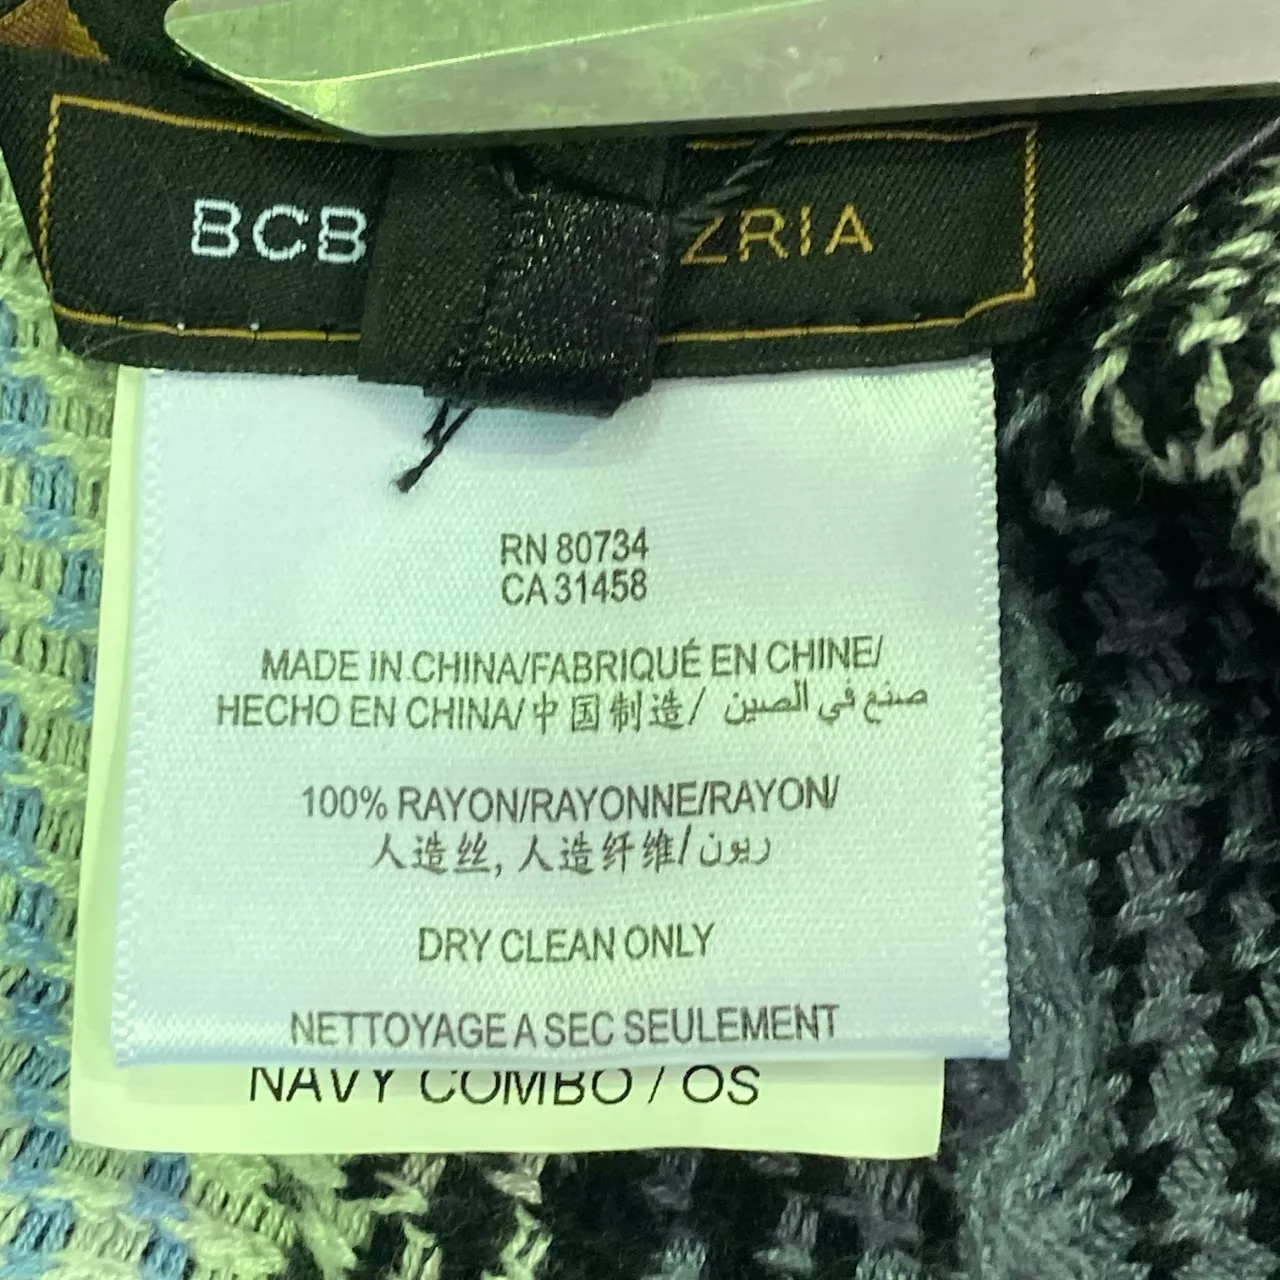 BCB ZRIA
RN 80734
CA 31458
MADE IN CHINA/FABRIQUÉ EN CHINE/
HECHO EN CHINA/中国制造/ صنع في الصين
100% RAYON/RAYONNE/RAYON/
人造丝, 人造纤维/ريون
DRY CLEAN ONLY
NETTOYAGE A SEC SEULEMENT
NAVY COMBO / OS